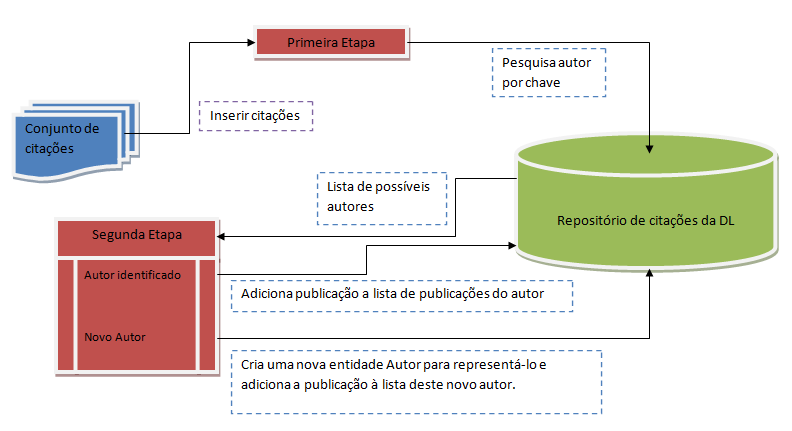 Primeira Etapa
Pesquisa autor
por chave
Inserir citações
Conjunto de
citações
Lista de possíveis
autores
Repositório de citações da DL
Segunda Etapa
Autor identificado
Adiciona publicação a lista de publicações do autor
Novo Autor
Cria uma nova entidade Autor para representá-lo e
adiciona a publicação à lista deste novo autor.